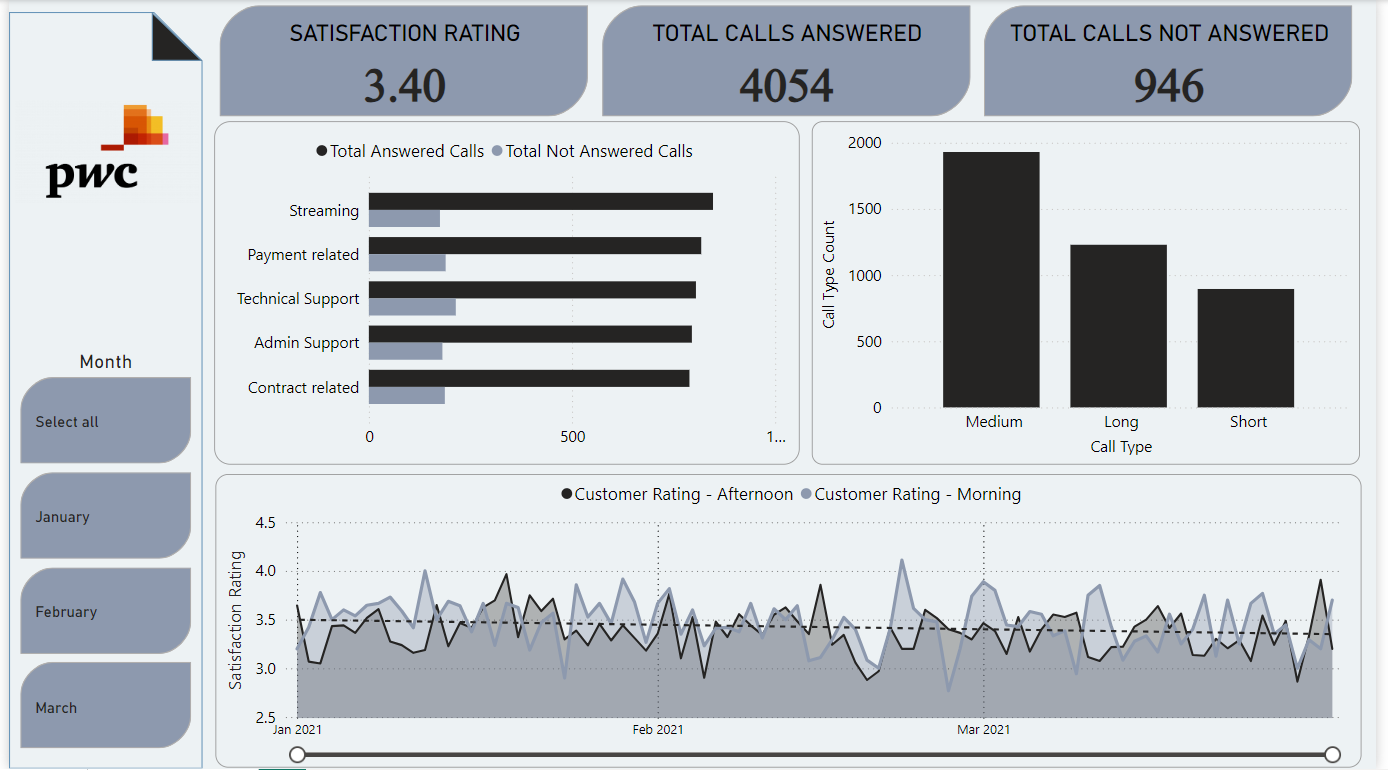 SATISFACTION RATING
3.40
TOTAL CALLS ANSWERED
4054
TOTAL CALLS NOT ANSWERED
946
pwc
Month
Select all
January
February
March
Total Answered Calls Total Not Answered Calls
Streaming
Payment related
Technical Support
Admin Support
Contract related
0 500 1...
Call Type Count
2000
1500
1000
500
0
Medium Long Short
Call Type
Customer Rating - Afternoon Customer Rating - Morning
Satisfaction Rating
4.5
4.0
3.5
3.0
2.5
Jan 2021 Feb 2021 Mar 2021